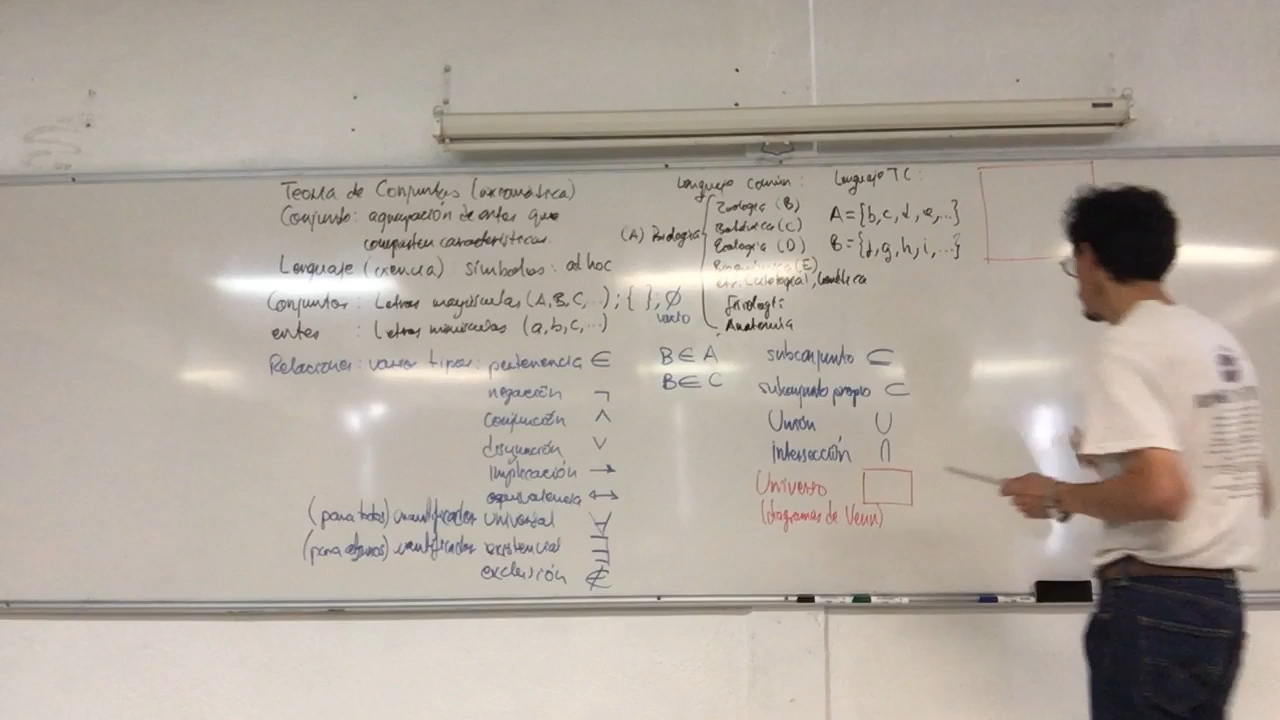 Teoría de Conjuntos (axiomática)
Conjunto: agrupación de entes que
comparten características.
Lenguaje (ciencia) símbolos: ad hoc
Conjuntos: Letras mayúsculas (A, B, C, ...); { }, ∅
vacío
entes : Letras minúsculas (a, b, c, ...)
Relaciones: varios tipos: pertenencia ∈
negación ¬
conjunción ∧
disyunción ∨
implicación →
equivalencia ↔
(para todos) cuantificador universal ∀
(para algunos) cuantificador existencial ∃
exclusión ∉
Lenguaje Común:
(A) Biología
Zoología (B)
Botánica (C)
Ecología (D)
Bioquímica (E)
etc. (citología), Genética
Fisiología
Anatomía
B ∈ A
B ∈ C
Lenguaje TC:
A = {b, c, d, e, ...}
B = {f, g, h, i, ...}
subconjunto ⊆
subconjunto propio ⊂
Unión ∪
intersección ∩
Universo
(diagramas de Venn)